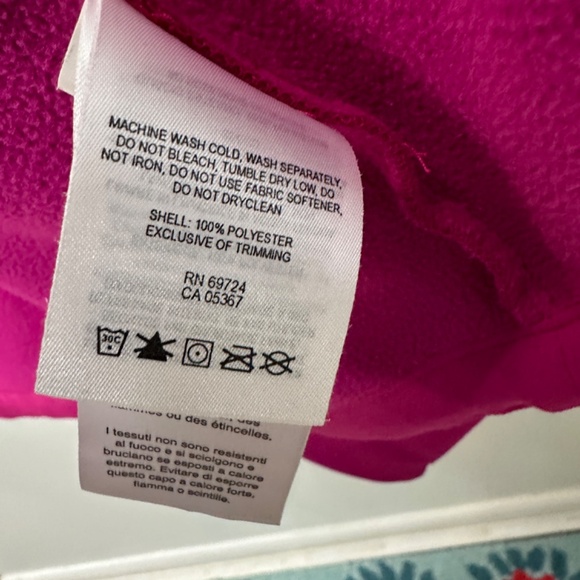 MACHINE WASH COLD, WASH SEPARATELY,
DO NOT BLEACH, TUMBLE DRY LOW, DO
NOT IRON, DO NOT USE FABRIC SOFTENER,
DO NOT DRYCLEAN
SHELL: 100% POLYESTER
EXCLUSIVE OF TRIMMING
RN 69724
CA 05367
30C
ou des étincelles.
I tessuti non sono resistenti
al fuoco e si sciolgono e
bruciano se esposti a calore
estremo. Evitare di esporre
questo capo a calore forte,
fiamma o scintille.